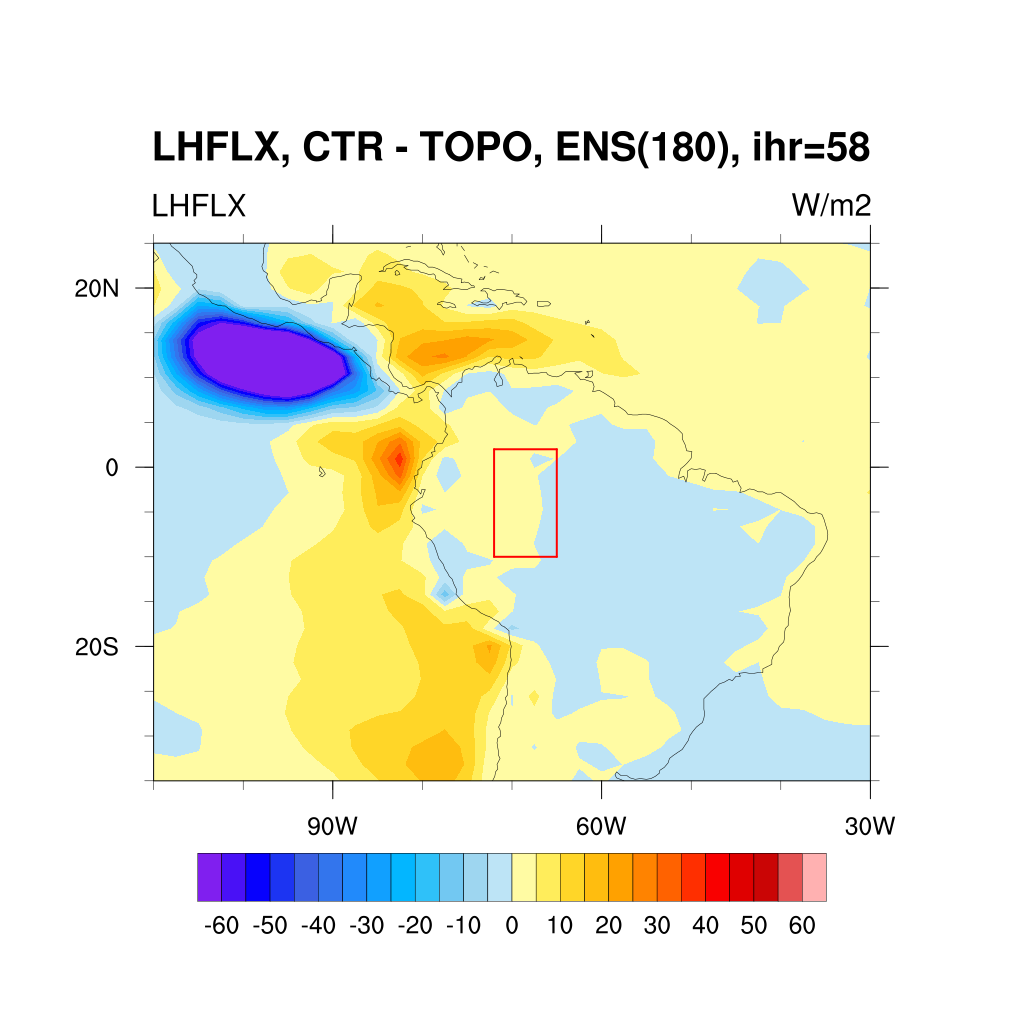 LHFLX, CTR - TOPO, ENS(180), ihr=58
LHFLX W/m2
20N
0
20S
90W 60W 30W
-60 -50 -40 -30 -20 -10 0 10 20 30 40 50 60